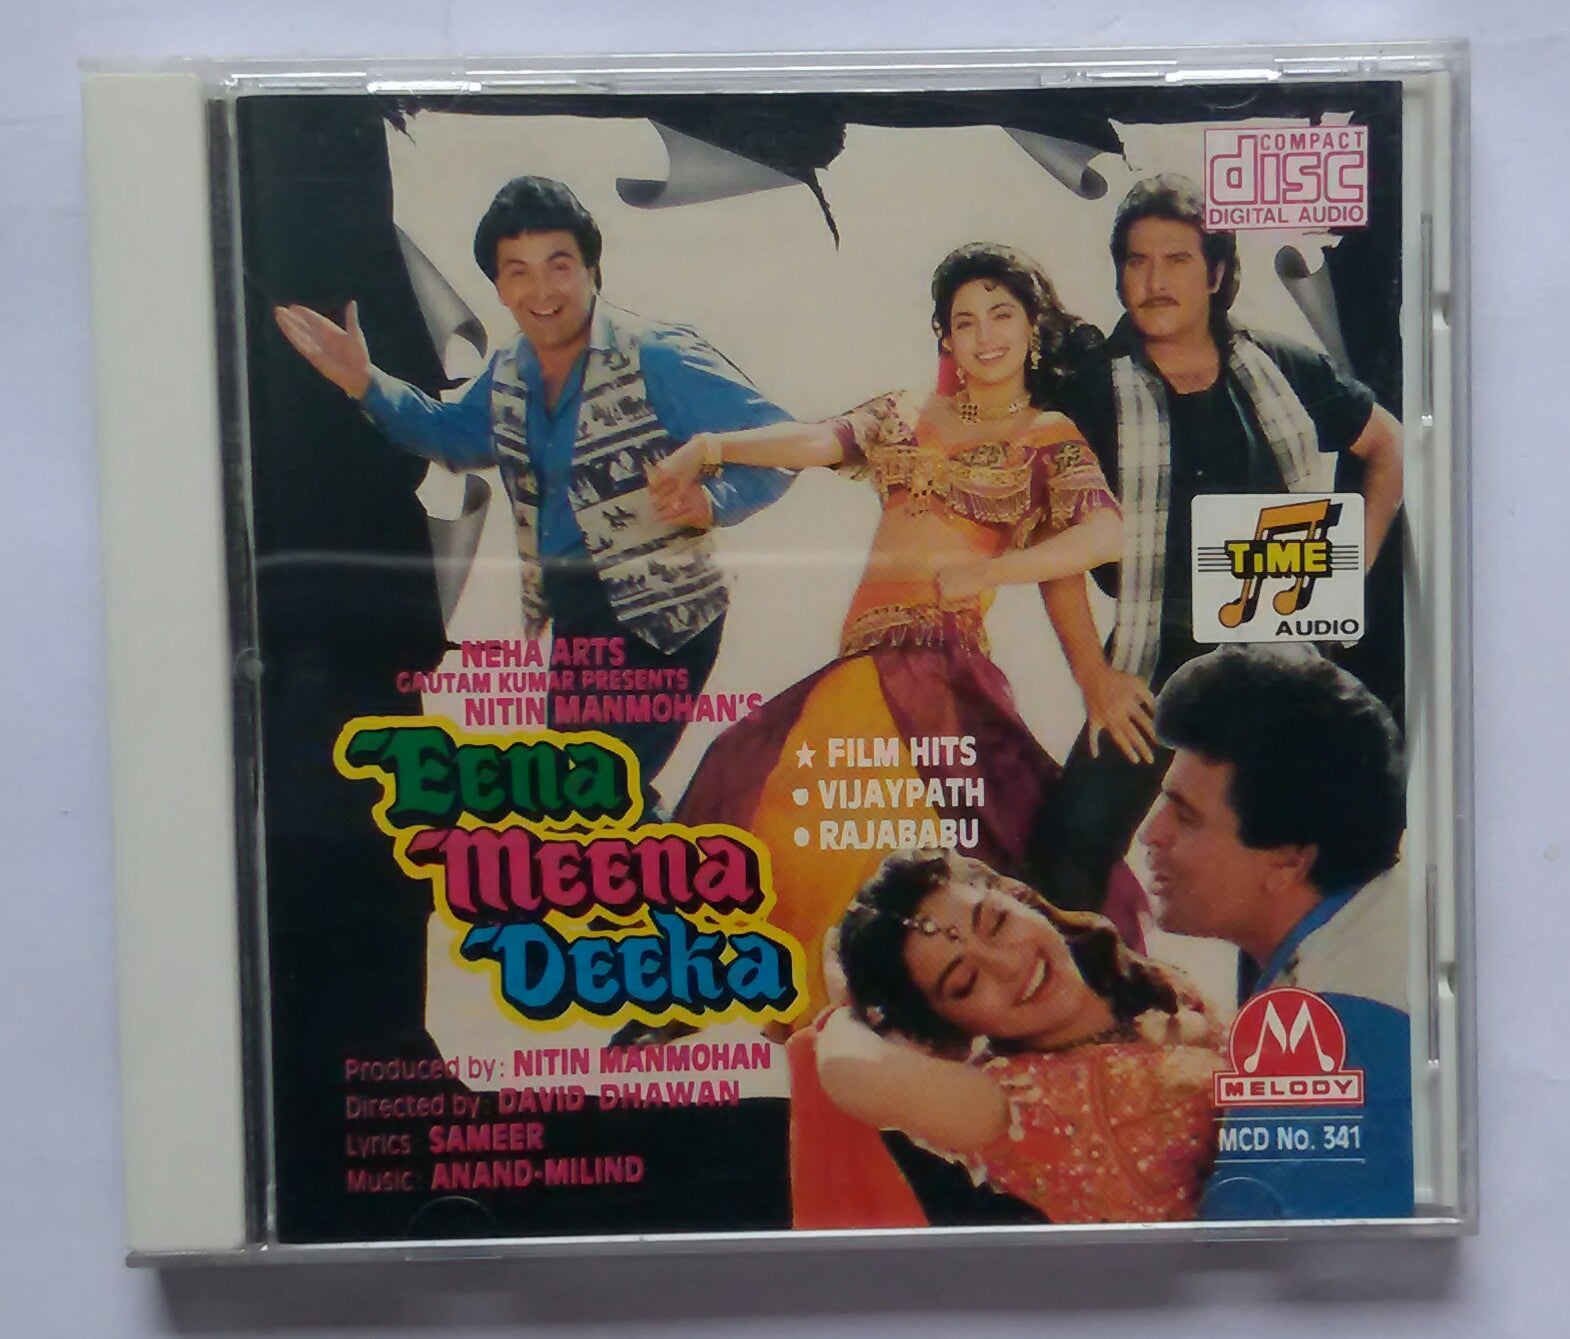 COMPACT
disc
DIGITAL AUDIO
TiME
AUDIO
NEHA ARTS
GAUTAM KUMAR PRESENTS
NITIN MANMOHAN'S
Eena
Meena
Deeka
★ FILM HITS
• VIJAYPATH
• RAJABABU
Produced by: NITIN MANMOHAN
Directed by: DAVID DHAWAN
Lyrics: SAMEER
Music: ANAND-MILIND
M
MELODY
MCD No. 341